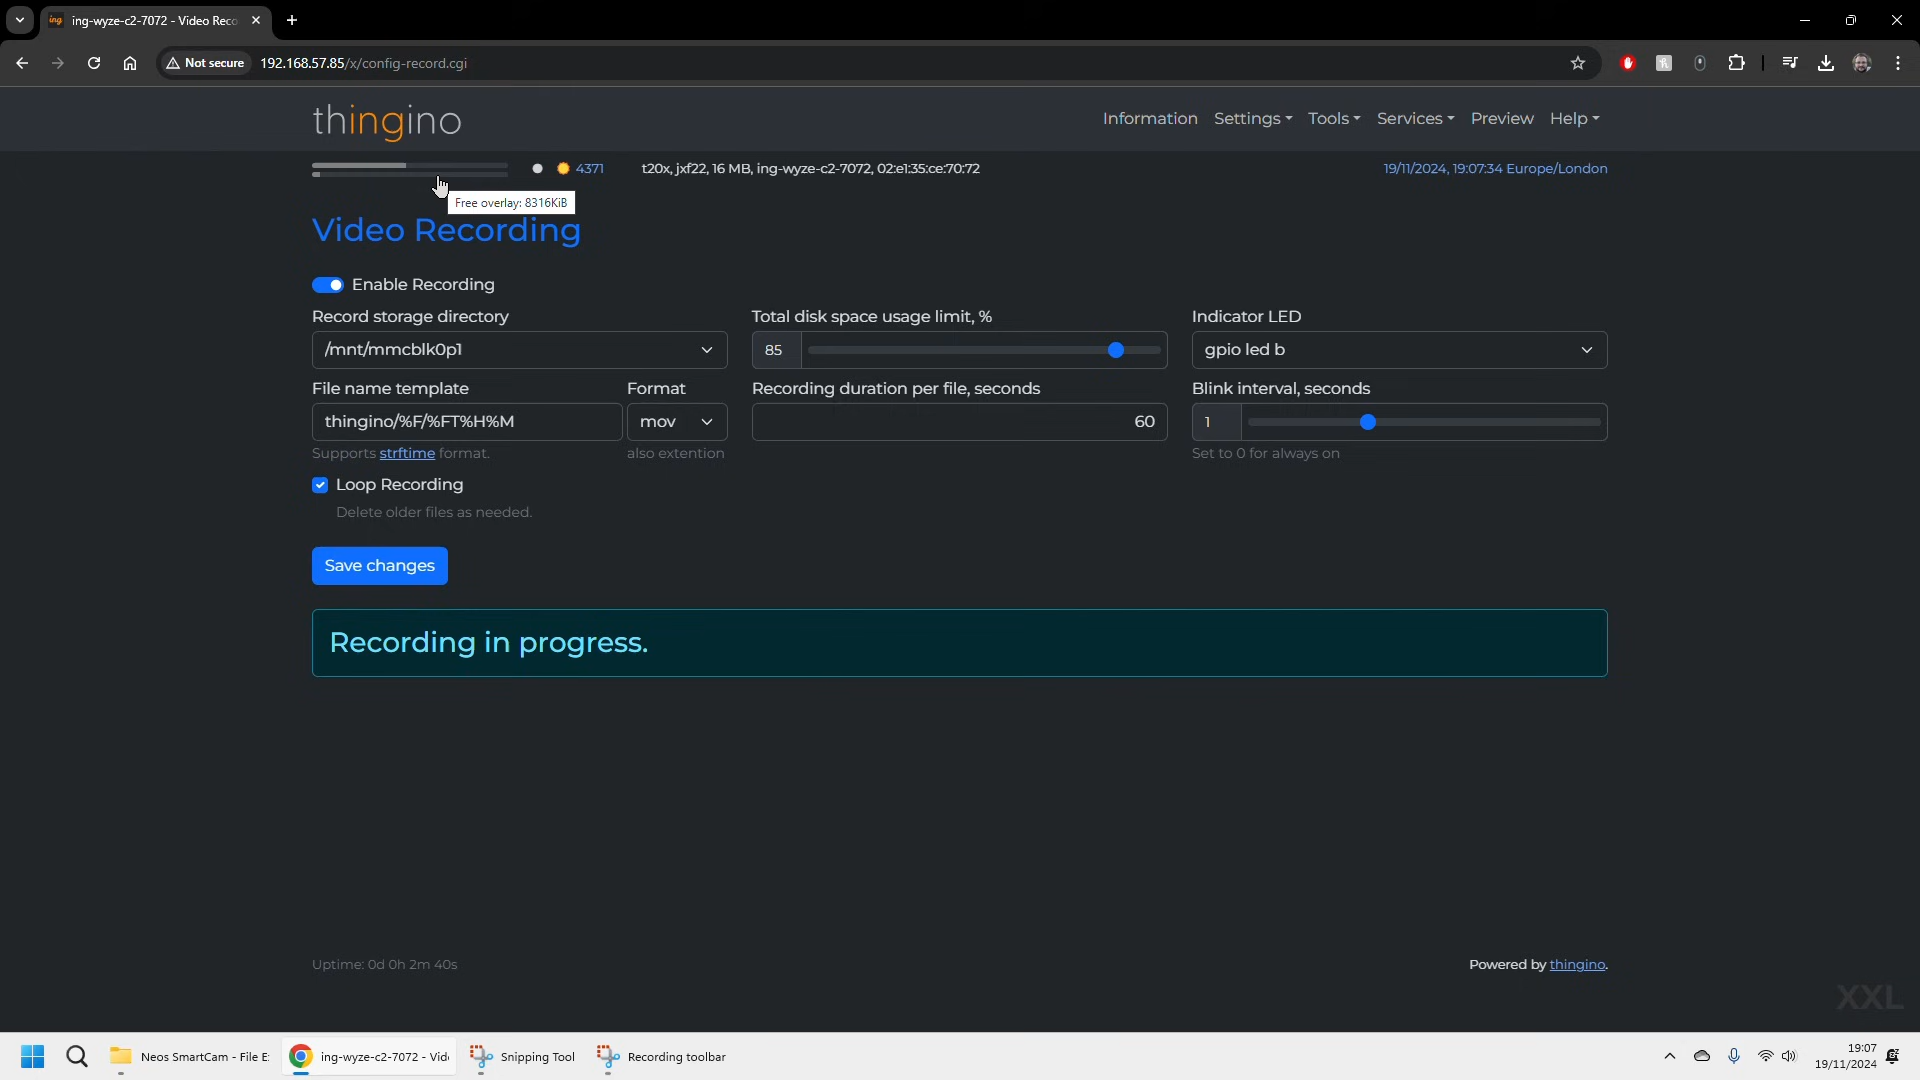 ing-wyze-c2-7072 - Video Reco
Not secure
192.168.57.85/x/config-record.cgi
thingino
Information
Settings
Tools
Services
Preview
Help
4371
t20x, jxf22, 16 MB, ing-wyze-c2-7072, 02:e1:35:ce:70:72
19/11/2024, 19:07:34 Europe/London
Free overlay: 8316KiB
Video Recording
Enable Recording
Record storage directory
/mnt/mmcblk0p1
Total disk space usage limit, %
85
Indicator LED
gpio led b
File name template
thingino/%F/%FT%H%M
Supports strftime format.
Format
mov
also extention
Recording duration per file, seconds
60
Blink interval, seconds
1
Set to 0 for always on
Loop Recording
Delete older files as needed.
Save changes
Recording in progress.
Uptime: 0d 0h 2m 40s
Powered by thingino.
XXL
Neos SmartCam - File E
ing-wyze-c2-7072 - Vid
Snipping Tool
Recording toolbar
19:07
19/11/2024